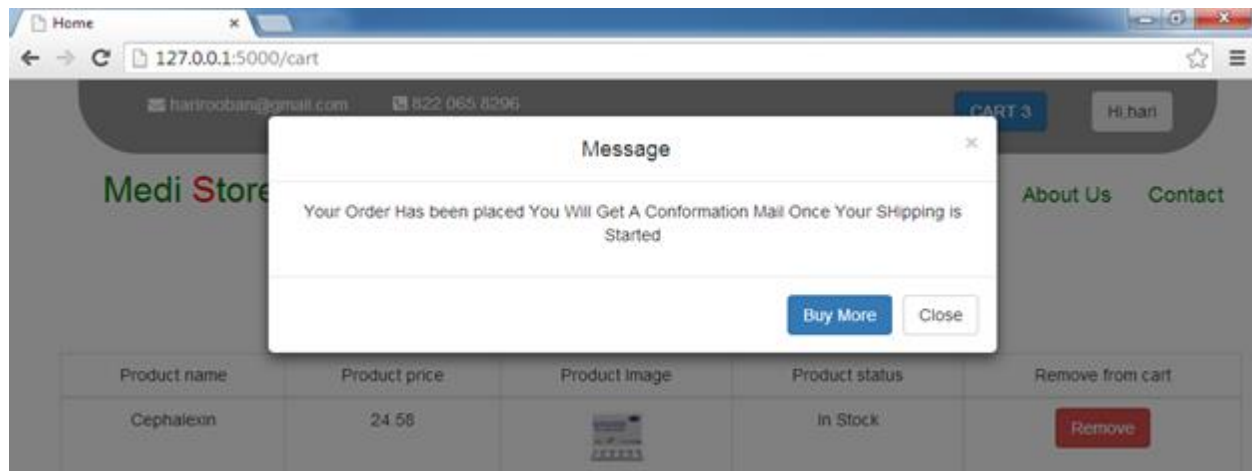 Home
127.0.0.1:5000/cart
harirooban@gmail.com 822 065 8296 CART 3 Hi,hari
Message
Medi Store About Us Contact
Your Order Has been placed You Will Get A Conformation Mail Once Your SHipping is
Started
Buy More Close
Product name Product price Product Image Product status Remove from cart
Cephalexin 24.58 In Stock Remove